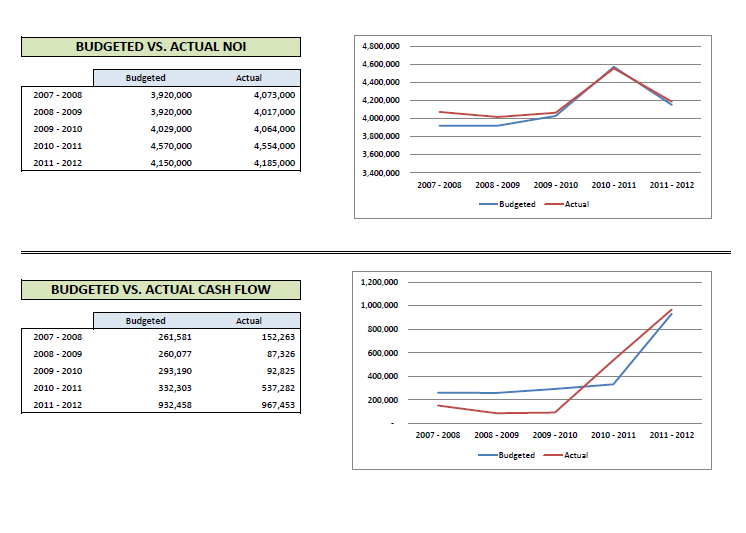 BUDGETED VS. ACTUAL NOI
Budgeted Actual
2007 - 2008 3,920,000 4,073,000
2008 - 2009 3,920,000 4,017,000
2009 - 2010 4,029,000 4,064,000
2010 - 2011 4,570,000 4,554,000
2011 - 2012 4,150,000 4,185,000
4,800,000
4,600,000
4,400,000
4,200,000
4,000,000
3,800,000
3,600,000
3,400,000
2007 - 2008 2008 - 2009 2009 - 2010 2010 - 2011 2011 - 2012
Budgeted Actual
BUDGETED VS. ACTUAL CASH FLOW
Budgeted Actual
2007 - 2008 261,581 152,263
2008 - 2009 260,077 87,326
2009 - 2010 293,190 92,825
2010 - 2011 332,303 537,282
2011 - 2012 932,458 967,453
1,200,000
1,000,000
800,000
600,000
400,000
200,000
-
2007 - 2008 2008 - 2009 2009 - 2010 2010 - 2011 2011 - 2012
Budgeted Actual